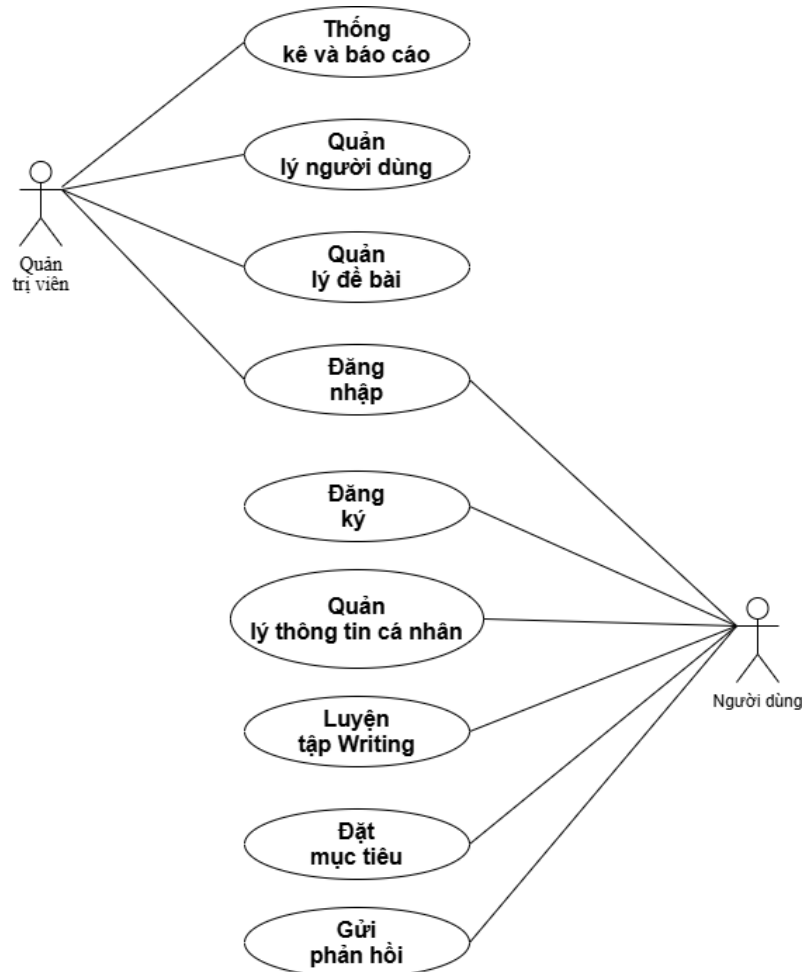 Thống
kê và báo cáo
Quản
lý người dùng
Quản
trị viên
Quản
lý đề bài
Đăng
nhập
Đăng
ký
Quản
lý thông tin cá nhân
Người dùng
Luyện
tập Writing
Đặt
mục tiêu
Gửi
phản hồi